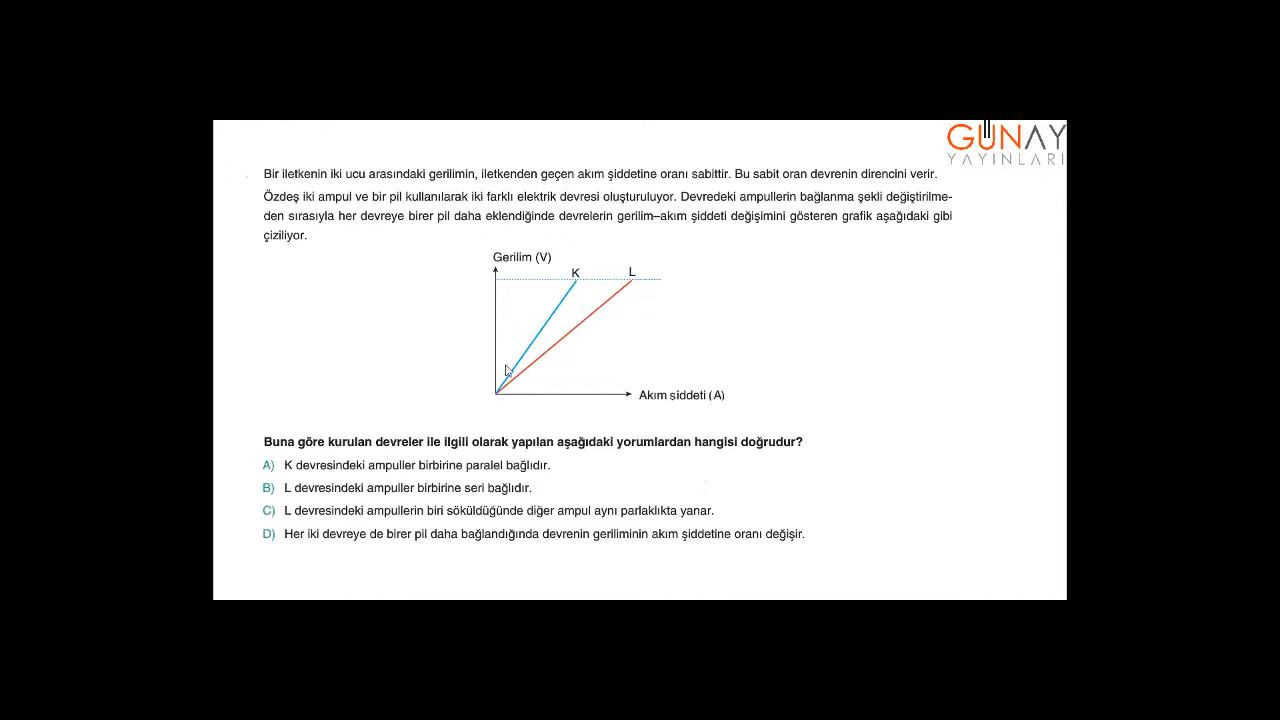 GÜNAY
YAYINLARI
Bir iletkenin iki ucu arasındaki gerilimin, iletkenden geçen akım şiddetine oranı sabittir. Bu sabit oran devrenin direncini verir.
Özdeş iki ampul ve bir pil kullanılarak iki farklı elektrik devresi oluşturuluyor. Devredeki ampullerin bağlanma şekli değiştirilme-
den sırasıyla her devreye birer pil daha eklendiğinde devrelerin gerilim–akım şiddeti değişimini gösteren grafik aşağıdaki gibi
çiziliyor.
Gerilim (V)
K L
Akım şiddeti (A)
Buna göre kurulan devreler ile ilgili olarak yapılan aşağıdaki yorumlardan hangisi doğrudur?
A) K devresindeki ampuller birbirine paralel bağlıdır.
B) L devresindeki ampuller birbirine seri bağlıdır.
C) L devresindeki ampullerin biri söküldüğünde diğer ampul aynı parlaklıkta yanar.
D) Her iki devreye de birer pil daha bağlandığında devrenin geriliminin akım şiddetine oranı değişir.